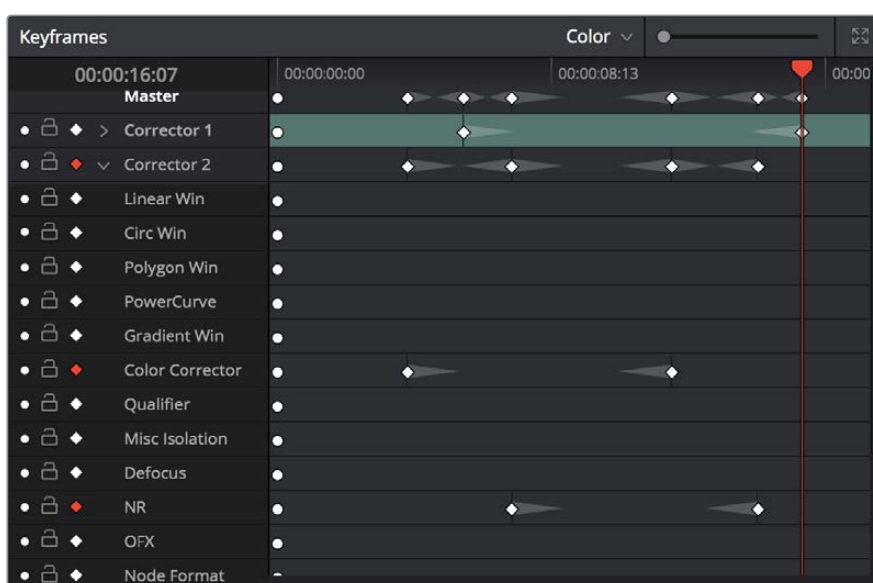 Keyframes Color
00:00:16:07 00:00:00:00 00:00:08:13 00:00
Master
Corrector 1
Corrector 2
Linear Win
Circ Win
Polygon Win
PowerCurve
Gradient Win
Color Corrector
Qualifier
Misc Isolation
Defocus
NR
OFX
Node Format